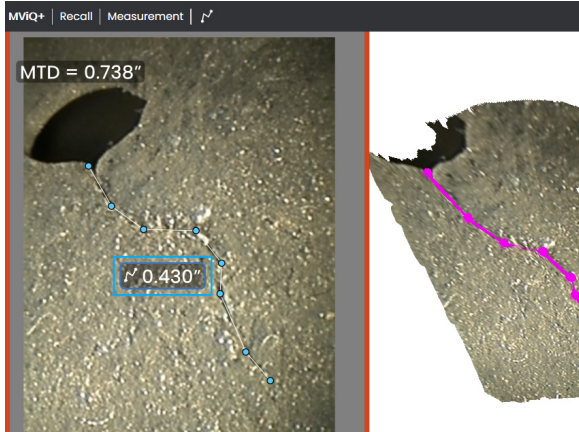 MViQ+ Recall Measurement
MTD = 0.738"
0.430"